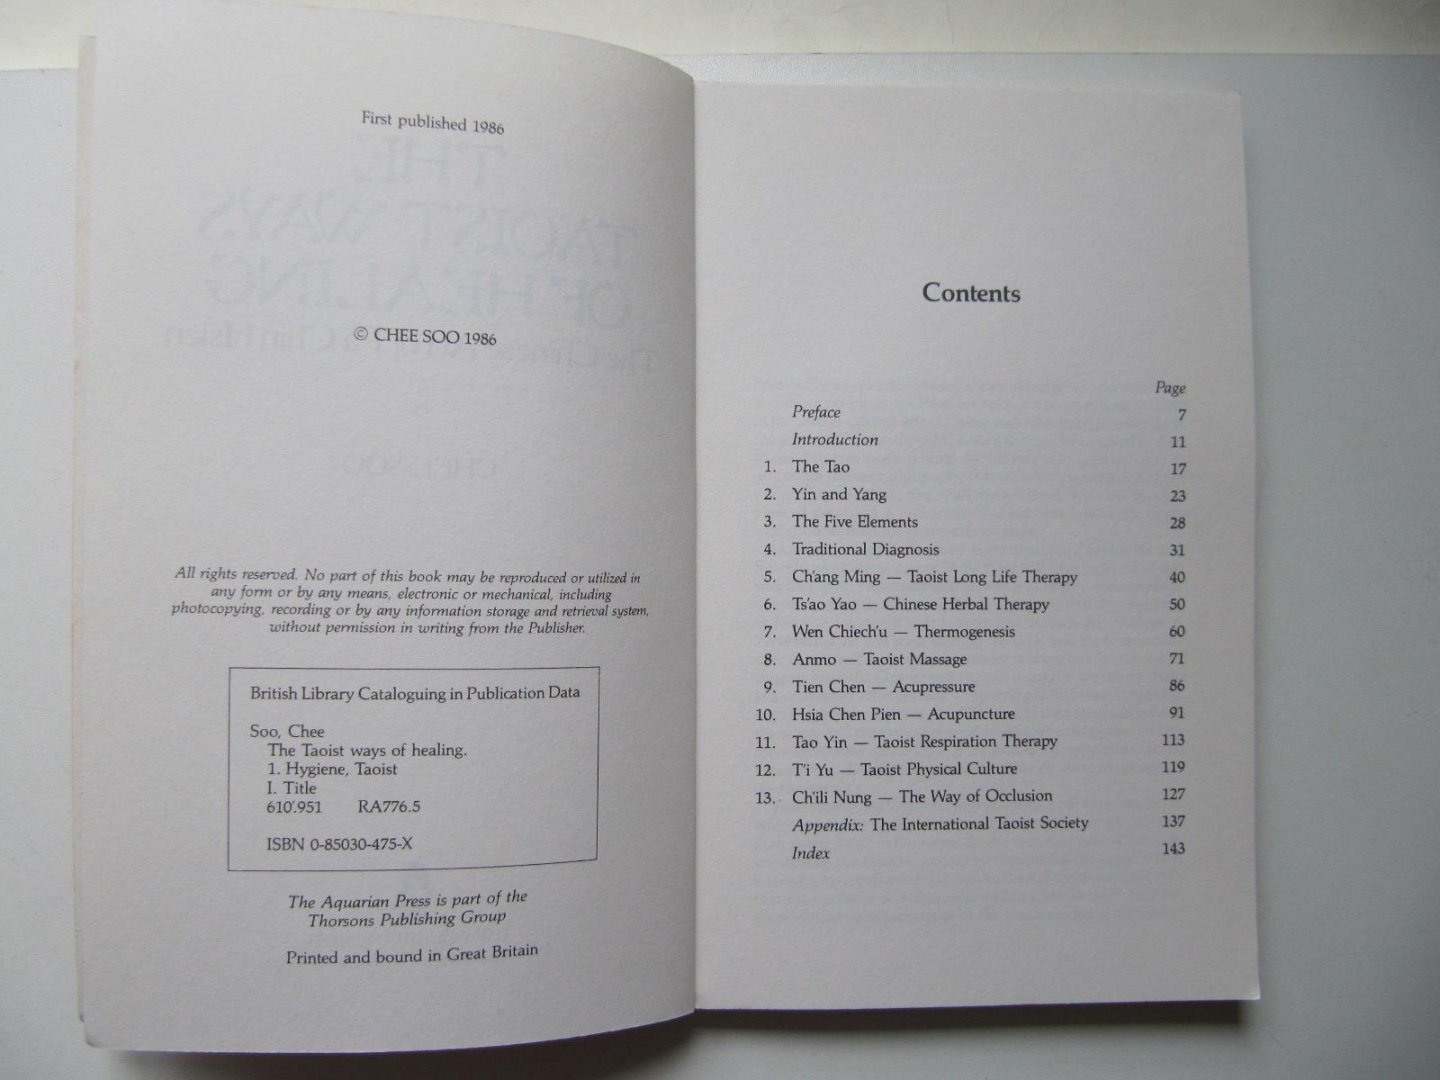 First published 1986
© CHEE SOO 1986
All rights reserved. No part of this book may be reproduced or utilized in
any form or by any means, electronic or mechanical, including
photocopying, recording or by any information storage and retrieval system,
without permission in writing from the Publisher.
British Library Cataloguing in Publication Data
Soo, Chee
The Taoist ways of healing.
1. Hygiene, Taoist
I. Title
610'.951 RA776.5
ISBN 0-85030-475-X
The Aquarian Press is part of the
Thorsons Publishing Group
Printed and bound in Great Britain
Contents
Page
Preface 7
Introduction 11
1. The Tao 17
2. Yin and Yang 23
3. The Five Elements 28
4. Traditional Diagnosis 31
5. Ch'ang Ming — Taoist Long Life Therapy 40
6. Ts'ao Yao — Chinese Herbal Therapy 50
7. Wen Chiech'u — Thermogenesis 60
8. Anmo — Taoist Massage 71
9. Tien Chen — Acupressure 86
10. Hsia Chen Pien — Acupuncture 91
11. Tao Yin — Taoist Respiration Therapy 113
12. T'i Yu — Taoist Physical Culture 119
13. Ch'ili Nung — The Way of Occlusion 127
Appendix: The International Taoist Society 137
Index 143